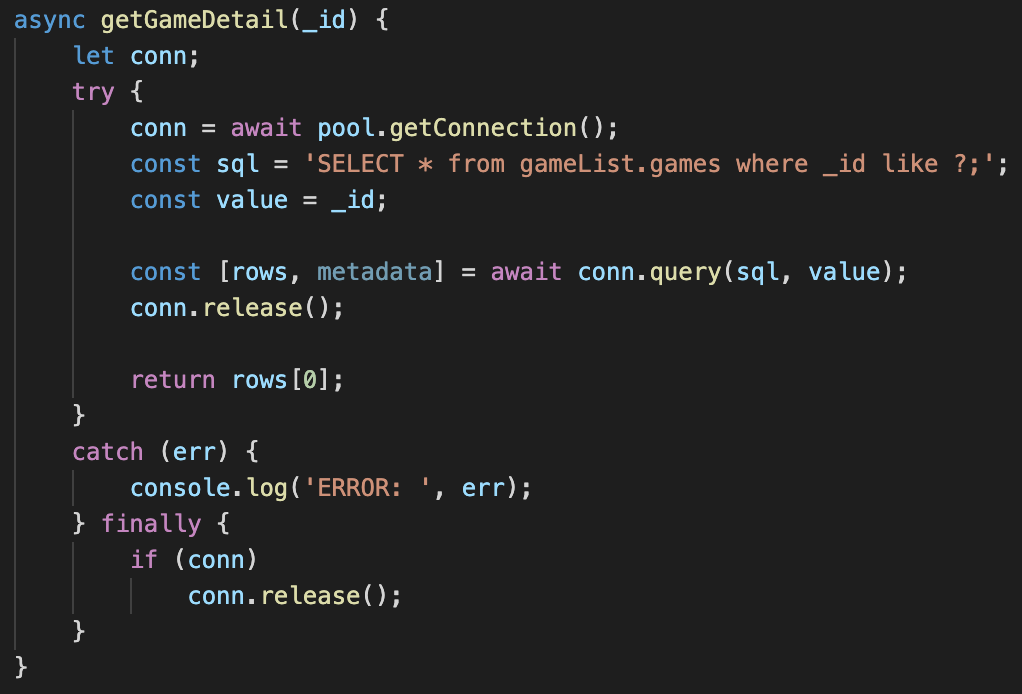 async getGameDetail(_id) {
let conn;
try {
conn = await pool.getConnection();
const sql = 'SELECT * from gameList.games where _id like ?;';
const value = _id;
const [rows, metadata] = await conn.query(sql, value);
conn.release();
return rows[0];
}
catch (err) {
console.log('ERROR: ', err);
} finally {
if (conn)
conn.release();
}
}